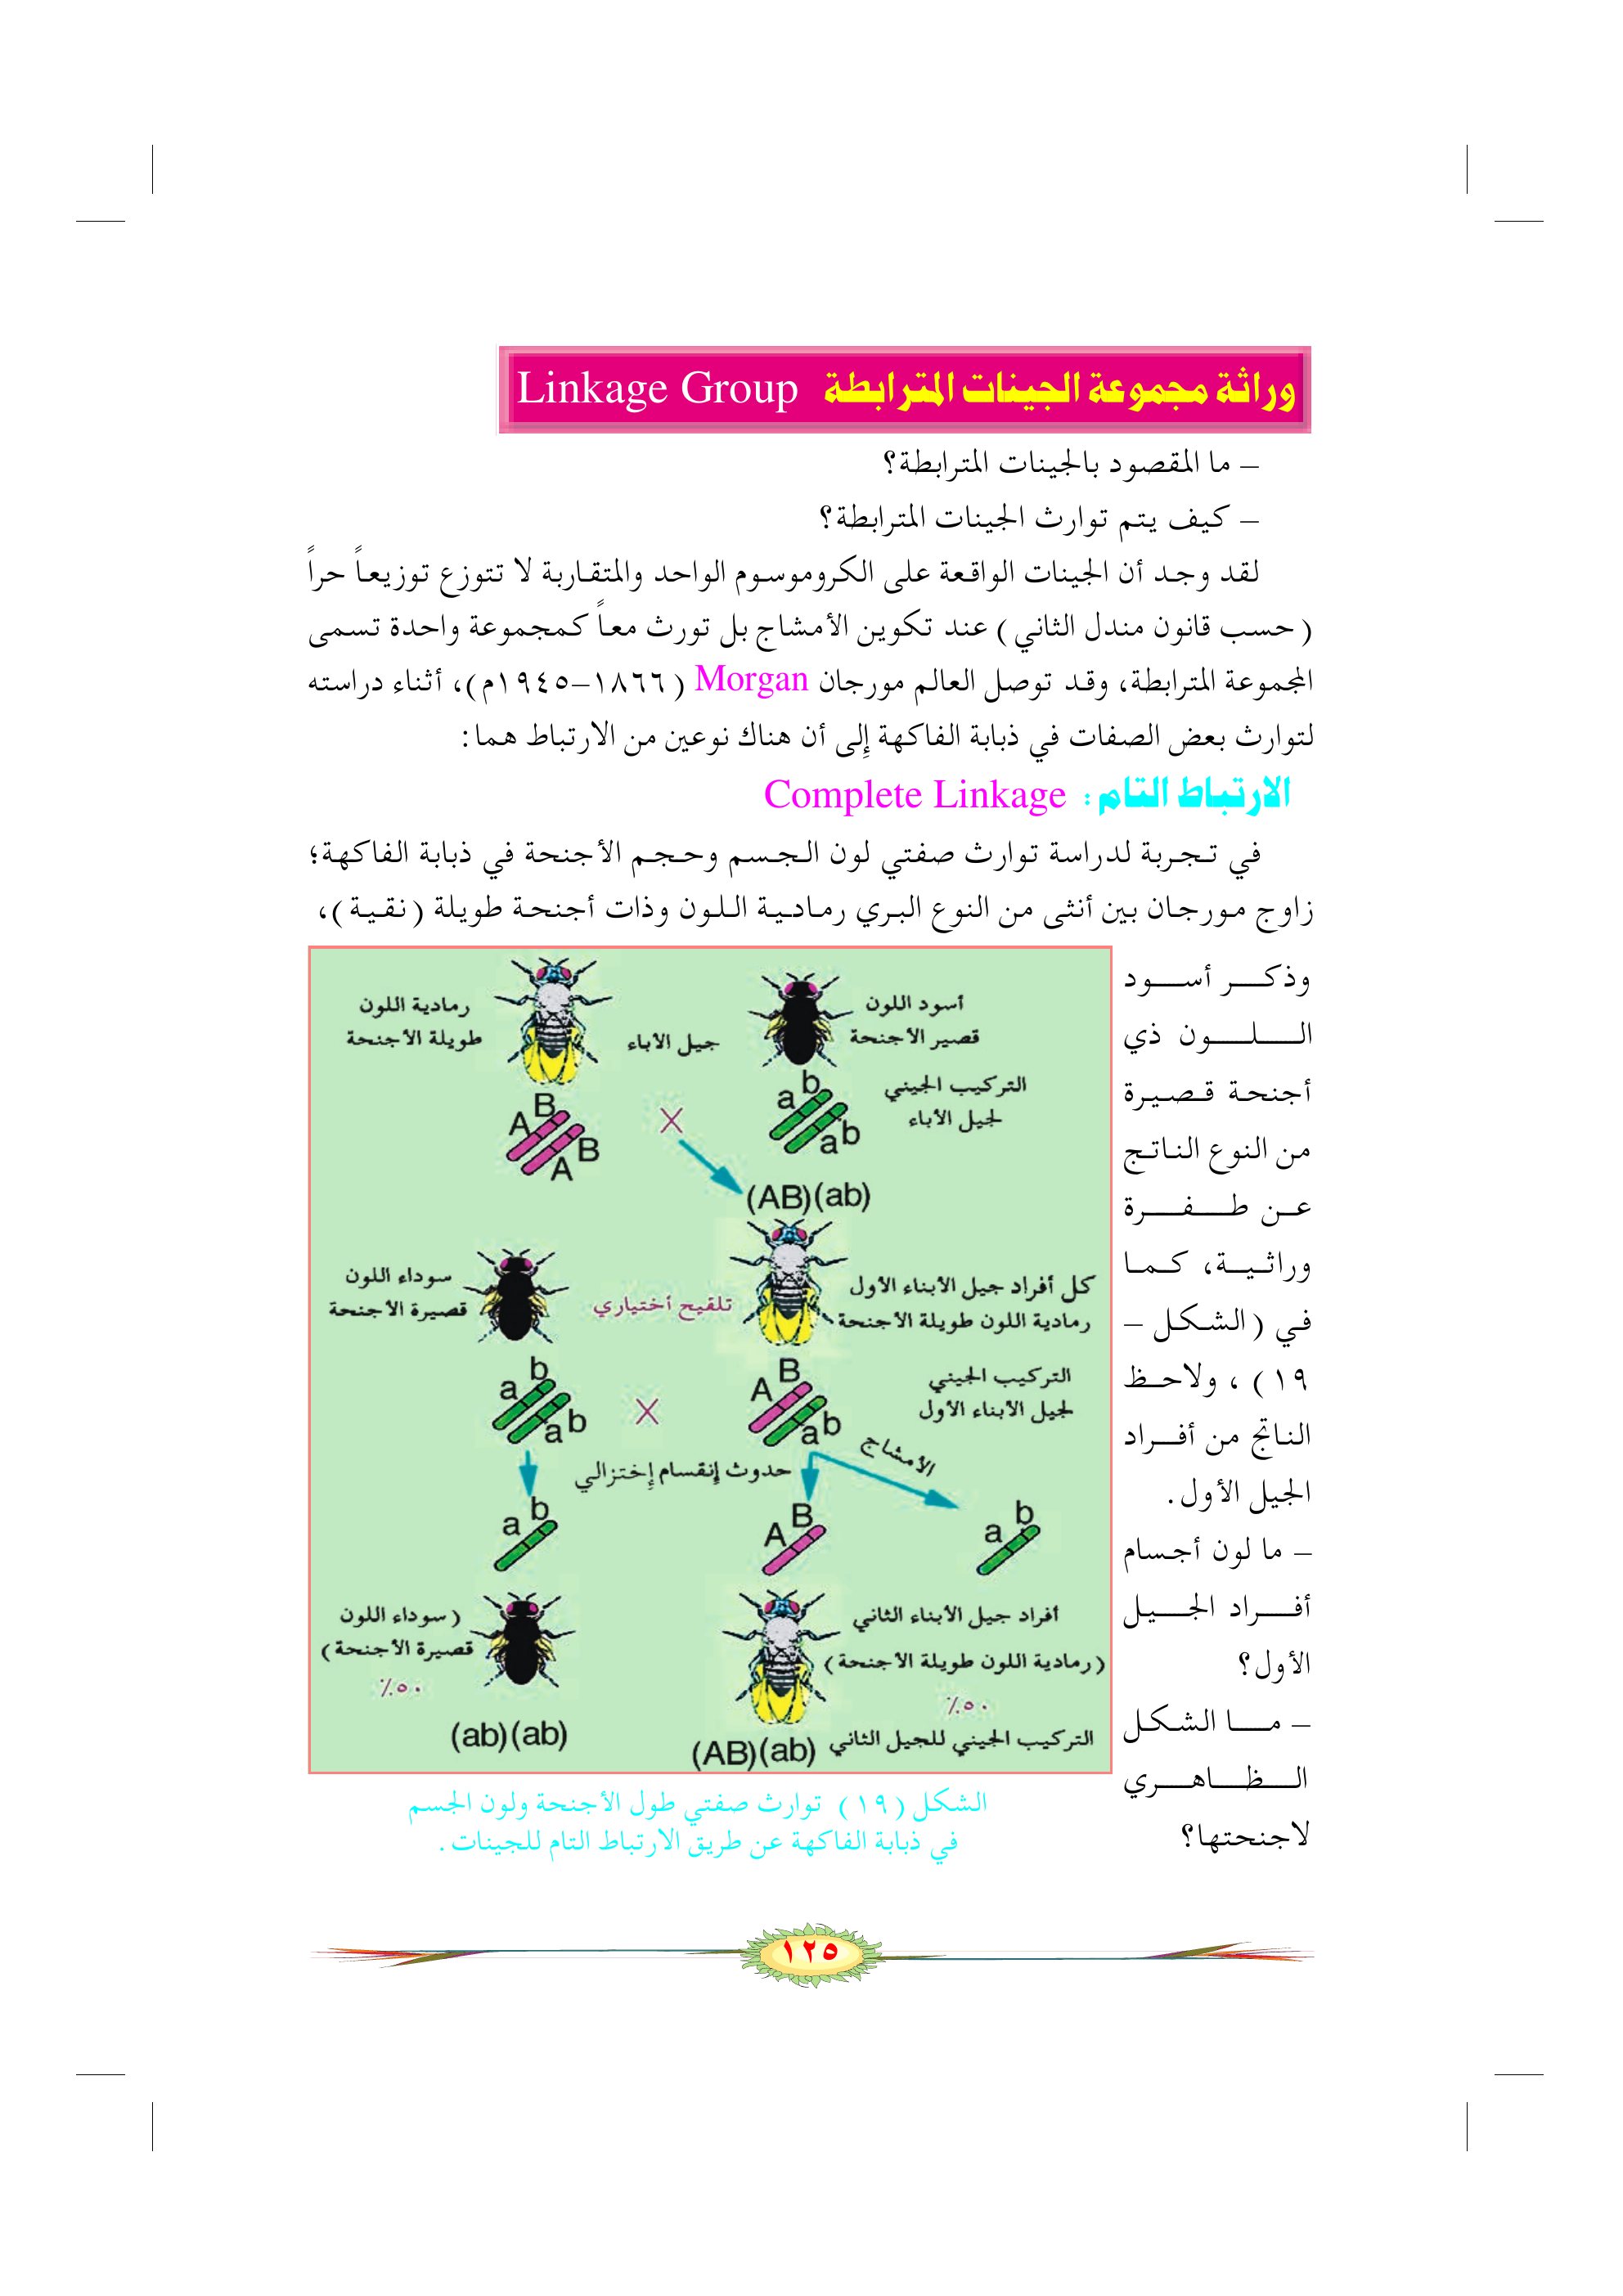 وراثة مجموعة الجينات المترابطة Linkage Group
– ما المقصود بالجينات المترابطة؟
– كيف يتم توارث الجينات المترابطة؟
لقد وجد أن الجينات الواقعة على الكروموسوم الواحد والمتقاربة لا تتوزع توزيعاً حراً
(حسب قانون مندل الثاني) عند تكوين الأمشاج بل تورث معاً كمجموعة واحدة تسمى
المجموعة المترابطة، وقد توصل العالم مورجان Morgan (١٨٦٦–١٩٤٥م)، أثناء دراسته
لتوارث بعض الصفات في ذبابة الفاكهة إلى أن هناك نوعين من الارتباط هما:
الارتباط التام : Complete Linkage
في تجربة لدراسة توارث صفتي لون الجسم وحجم الأجنحة في ذبابة الفاكهة؛
زاوج مورجان بين أنثى من النوع البري رمادية اللون وذات أجنحة طويلة (نقية)،
وذكر أسود
اللون ذي
أجنحة قصيرة
من النوع الناتج
عن طفرة
وراثية، كما
في (الشكل –
١٩)، ولاحظ
الناتج من أفراد
الجيل الأول.
– ما لون أجسام
أفراد الجيل
الأول؟
– ما الشكل
الظاهري
لاجنحتها؟
أسود اللون
قصير الأجنحة
جيل الآباء
رمادية اللون
طويلة الأجنحة
التركيب الجيني
لجيل الآباء
a b
a b
X
A B
A B
(AB)(ab)
كل أفراد جيل الأبناء الأول
رمادية اللون طويلة الأجنحة
تلقيح أختياري
سوداء اللون
قصيرة الأجنحة
التركيب الجيني
لجيل الأبناء الأول
A B
a b
X
a b
a b
الأمشاج
حدوث إنقسام إختزالي
a b
A B
a b
أفراد جيل الأبناء الثاني
(رمادية اللون طويلة الأجنحة)
٥٠٪
(سوداء اللون
قصيرة الأجنحة)
٥٠٪
التركيب الجيني للجيل الثاني
(AB)(ab)
(ab)(ab)
الشكل (١٩) توارث صفتي طول الأجنحة ولون الجسم
في ذبابة الفاكهة عن طريق الارتباط التام للجينات.
١٢٥